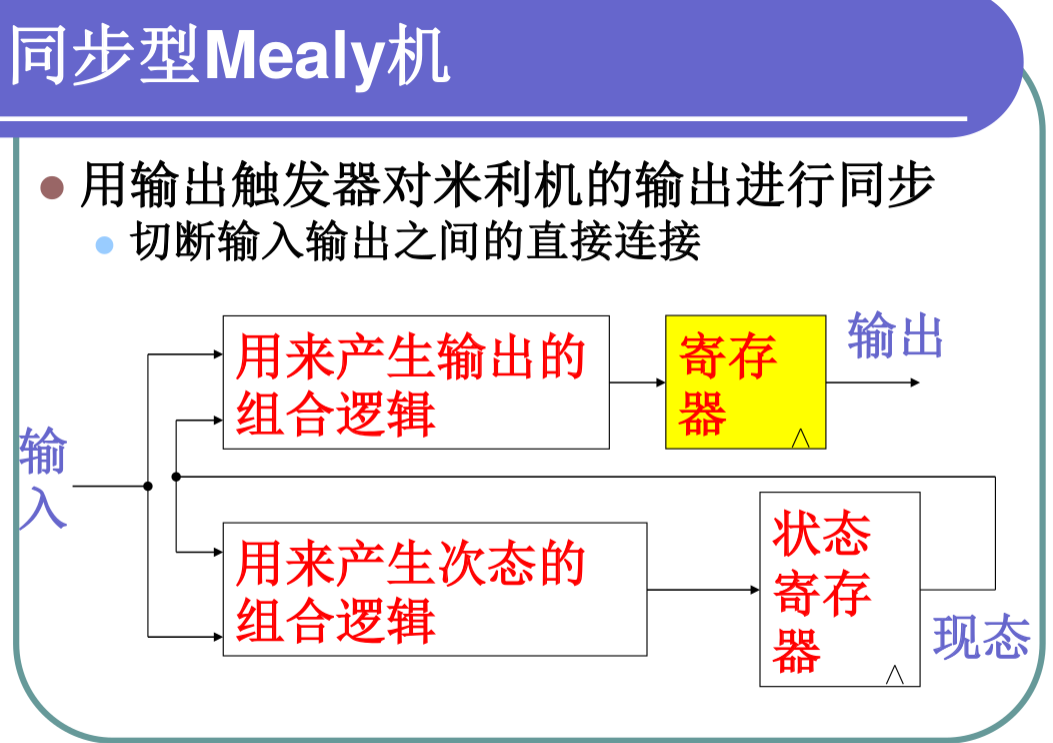 同步型Mealy机
用输出触发器对米利机的输出进行同步
切断输入输出之间的直接连接
用来产生输出的
组合逻辑
寄存
器
输出
输
入
用来产生次态的
组合逻辑
状态
寄存
器
现态